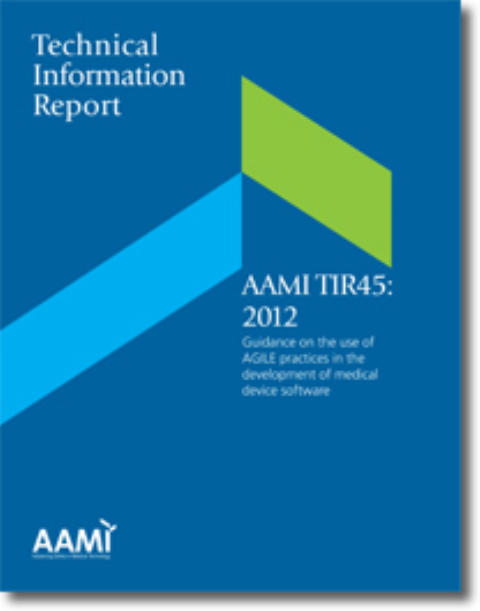 Technical
Information
Report
AAMI TIR45:
2012
Guidance on the use of
AGILE practices in the
development of medical
device software
AAMI